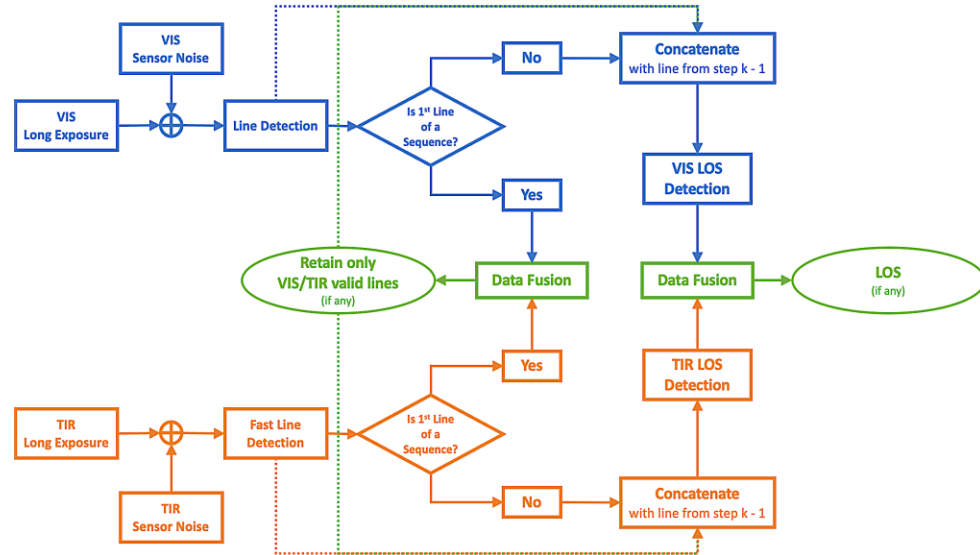 VIS
Sensor Noise
VIS
Long Exposure
Line Detection
Is 1st Line
of a
Sequence?
No
Concatenate
with line from step k - 1
Yes
VIS LOS
Detection
Retain only
VIS/TIR valid lines
(if any)
Data Fusion
Data Fusion
LOS
(if any)
Yes
TIR LOS
Detection
TIR
Long Exposure
Fast Line
Detection
Is 1st Line
of a
Sequence?
TIR
Sensor Noise
No
Concatenate
with line from step k - 1